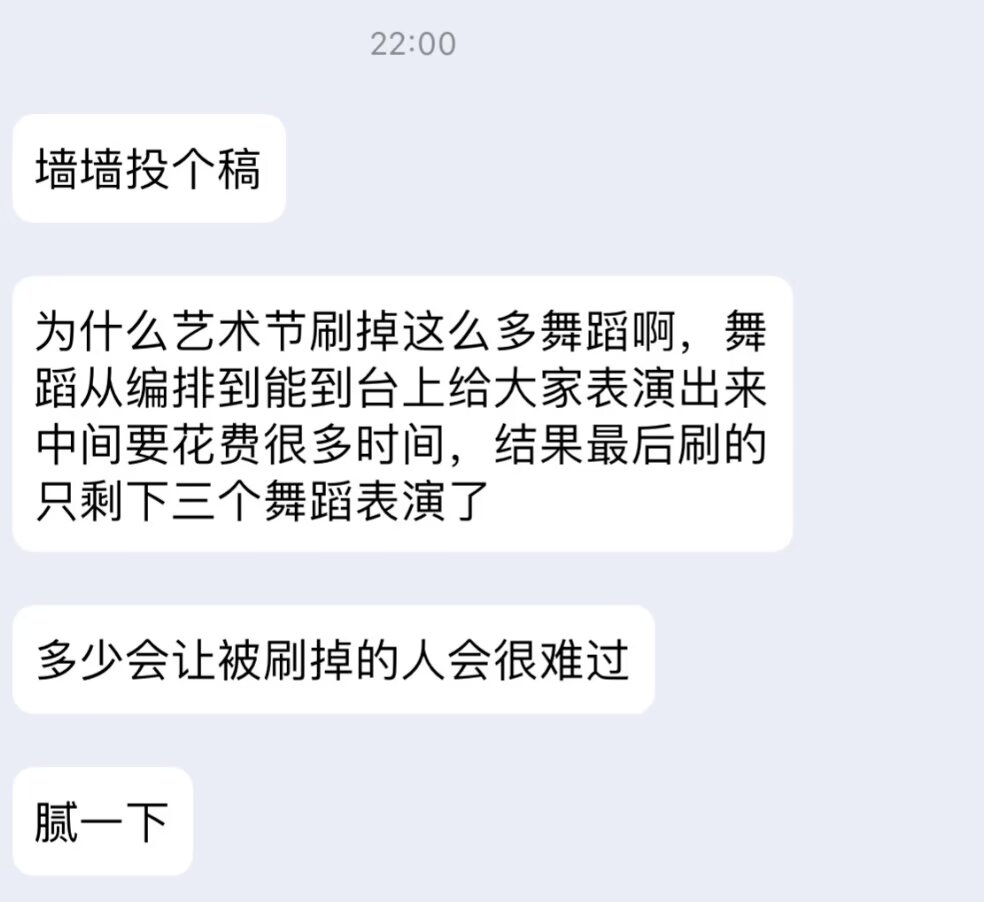 22:00
墙墙投个稿
为什么艺术节刷掉这么多舞蹈啊，舞
蹈从编排到能到台上给大家表演出来
中间要花费很多时间，结果最后刷的
只剩下三个舞蹈表演了
多少会让被刷掉的人会很难过
腻一下